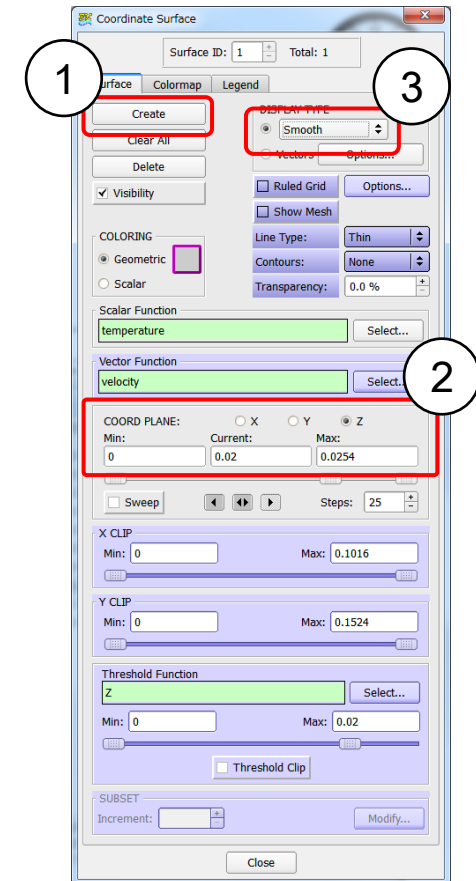 Coordinate Surface
Surface ID: 1 Total: 1
1
urface Colormap Legend
3
Create
DISPLAY TYPE
Smooth
Clear All
Vectors Options...
Delete
Visibility
Ruled Grid Options...
Show Mesh
COLORING
Line Type: Thin
Geometric
Contours: None
Scalar
Transparency: 0.0 %
Scalar Function
temperature Select...
Vector Function
velocity Select...
2
COORD PLANE: X Y Z
Min: Current: Max:
0 0.02 0.0254
Sweep Steps: 25
X CLIP
Min: 0 Max: 0.1016
Y CLIP
Min: 0 Max: 0.1524
Threshold Function
Z Select...
Min: 0 Max: 0.02
Threshold Clip
SUBSET
Increment: Modify...
Close